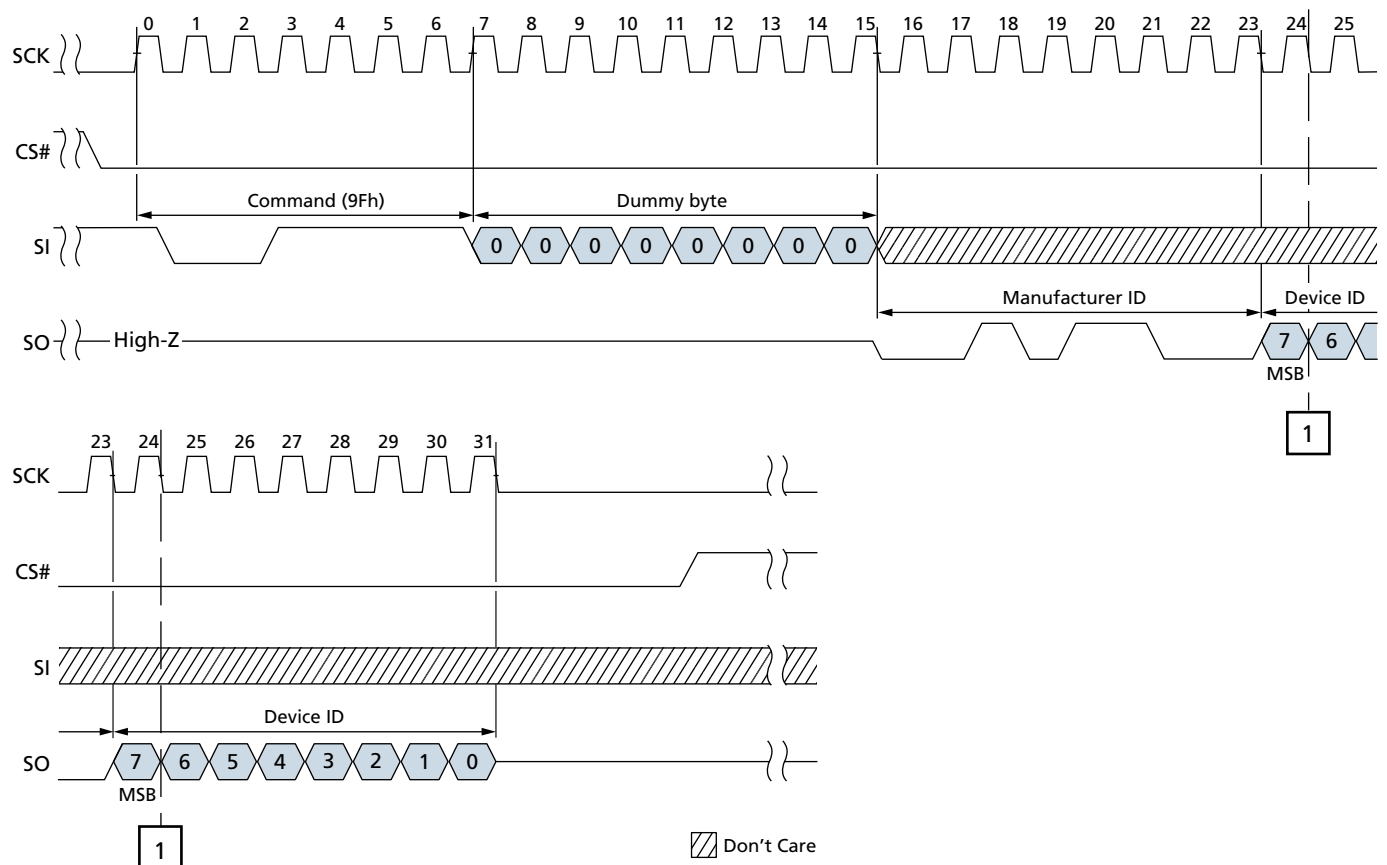 0 1 2 3 4 5 6 7 8 9 10 11 12 13 14 15 16 17 18 19 20 21 22 23 24 25
SCK
CS#
Command (9Fh) Dummy byte
SI 0 0 0 0 0 0 0 0
Manufacturer ID Device ID
SO High-Z 7 6
MSB
1
23 24 25 26 27 28 29 30 31
SCK
CS#
SI
Device ID
SO 7 6 5 4 3 2 1 0
MSB
1
Don't Care